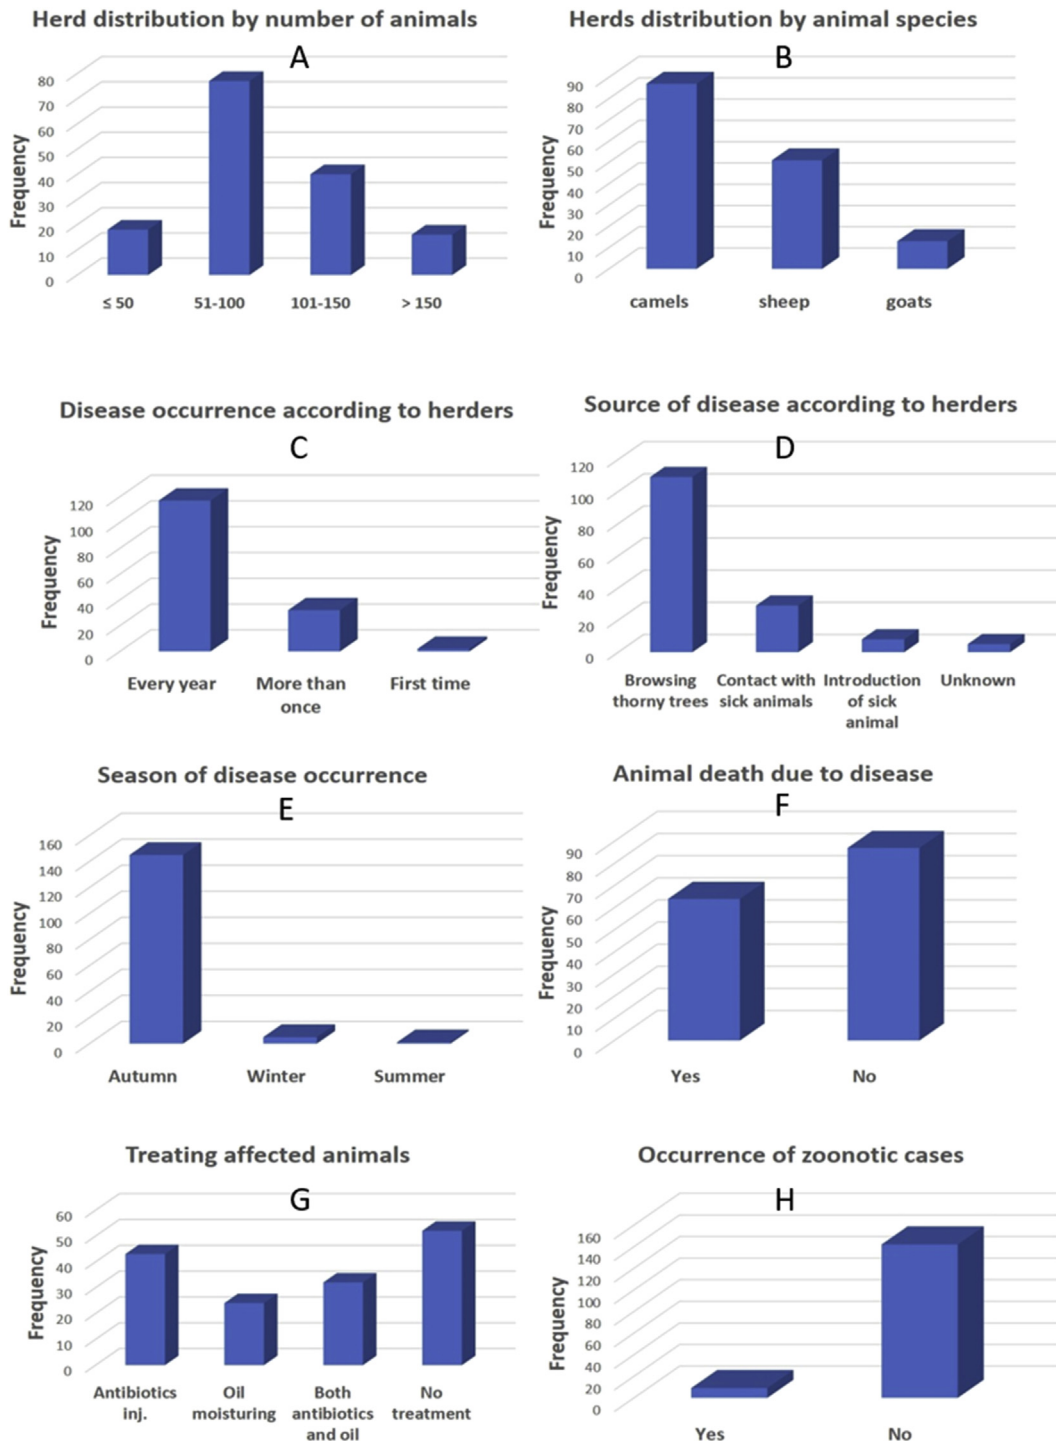 Herd distribution by number of animals
A
80
70
60
50
40
30
20
10
0
Frequency
≤ 50 51-100 101-150 > 150
Herds distribution by animal species
B
90
80
70
60
50
40
30
20
10
0
Frequency
camels sheep goats
Disease occurrence according to herders
C
120
100
80
60
40
20
0
Frequency
Every year More than First time
once
Source of disease according to herders
D
120
100
80
60
40
20
0
Frequency
Browsing Contact with Introduction Unknown
thorny trees sick animals of sick
animal
Season of disease occurrence
E
160
140
120
100
80
60
40
20
0
Frequency
Autumn Winter Summer
Animal death due to disease
F
90
80
70
60
50
40
30
20
10
0
Frequency
Yes No
Treating affected animals
G
60
50
40
30
20
10
0
Frequency
Antibiotics Oil Both No
inj. moisturing antibiotics treatment
and oil
Occurrence of zoonotic cases
H
160
140
120
100
80
60
40
20
0
Frequency
Yes No